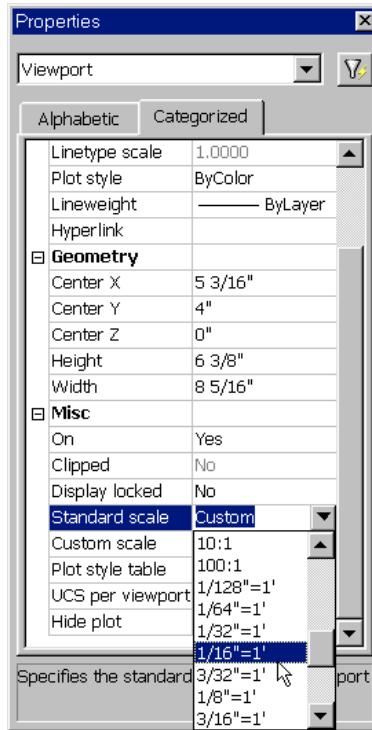 Properties
Viewport
Alphabetic Categorized
Linetype scale 1.0000
Plot style ByColor
Lineweight ByLayer
Hyperlink
Geometry
Center X 5 3/16"
Center Y 4"
Center Z 0"
Height 6 3/8"
Width 8 5/16"
Misc
On Yes
Clipped No
Display locked No
Standard scale Custom
Custom scale
Plot style table
UCS per viewport
Hide plot
10:1
100:1
1/128"=1'
1/64"=1'
1/32"=1'
1/16"=1'
3/32"=1'
1/8"=1'
3/16"=1'
Specifies the standard port